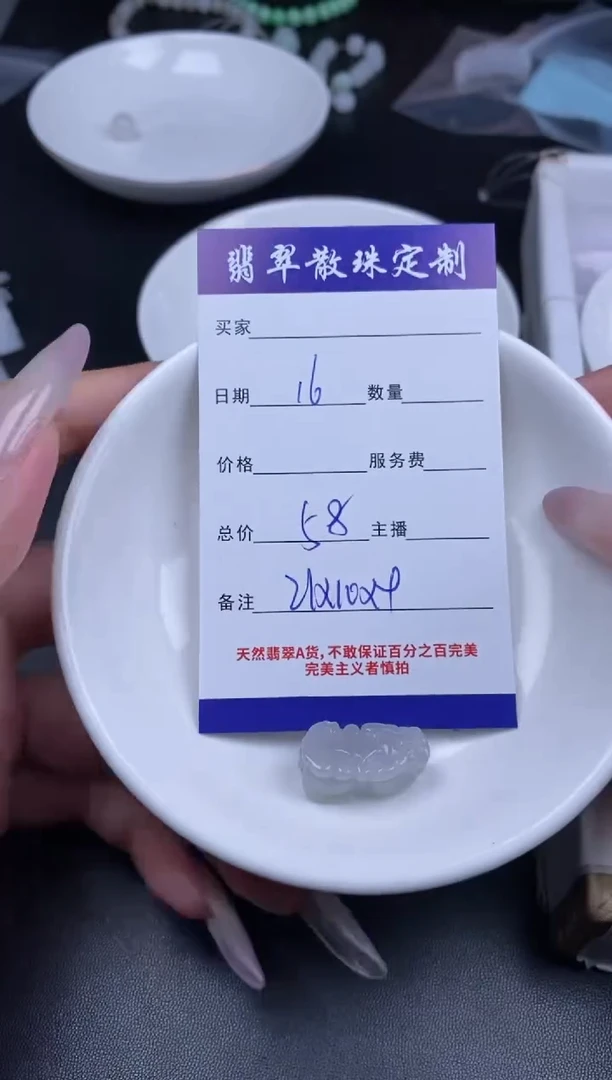 翡翠散珠定制
买家
日期 16 数量
价格 服务费
总价 58 主播
备注 21x10x4
天然翡翠A货，不敢保证百分之百完美
完美主义者慎拍